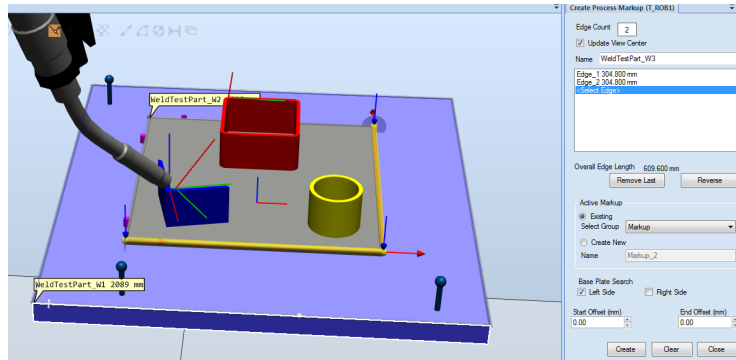 Create Process Markup (T_ROB1)
Edge Count 2
Update View Center
Name WeldTestPart_W3
Edge_1 304.800 mm
Edge_2 304.800 mm
<Select Edge>
WeldTestPart_W2
Overall Edge Length 609.600 mm
Remove Last Reverse
Active Markup
Existing
Select Group Markup
Create New
Name Markup_2
WeldTestPart_W1 2089 mm
Base Plate Search
Left Side Right Side
Start Offset (mm) End Offset (mm)
0.00 0.00
Create Clear Close